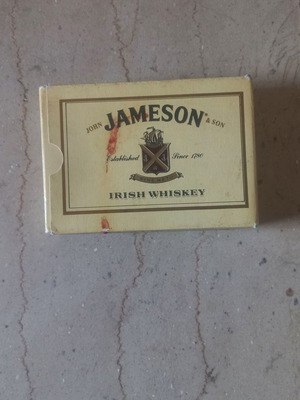 JOHN JAMESON & SON
Established Since 1780
IRISH WHISKEY